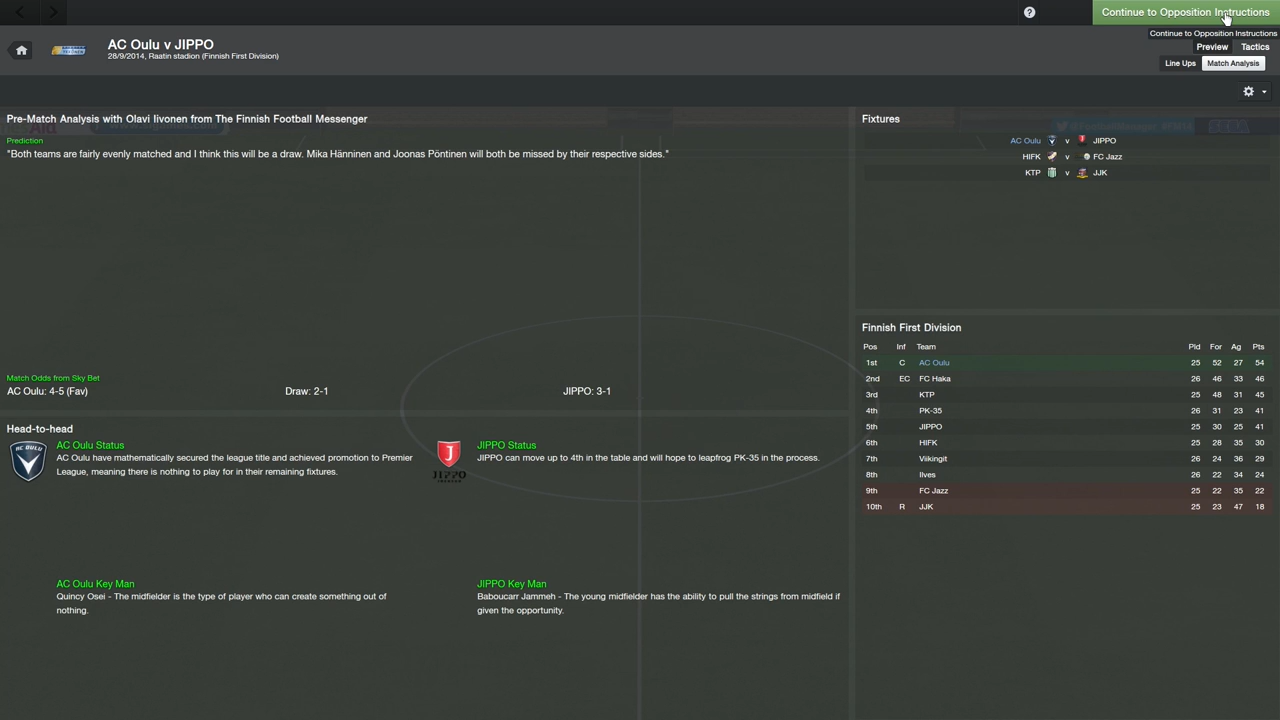 Continue to Opposition Instructions
AC Oulu v JIPPO
28/9/2014, Raatin stadion (Finnish First Division)
Continue to Opposition Instructions
Preview Tactics
Line Ups Match Analysis
Pre-Match Analysis with Olavi Iivonen from The Finnish Football Messenger
Prediction
"Both teams are fairly evenly matched and I think this will be a draw. Mika Hänninen and Joonas Pöntinen will both be missed by their respective sides."
Match Odds from Sky Bet
AC Oulu: 4-5 (Fav) Draw: 2-1 JIPPO: 3-1
Head-to-head
AC Oulu Status
AC Oulu have mathematically secured the league title and achieved promotion to Premier
League, meaning there is nothing to play for in their remaining fixtures.
JIPPO Status
JIPPO can move up to 4th in the table and will hope to leapfrog PK-35 in the process.
AC OULU
JIPPO
AC Oulu Key Man
Quincy Osei - The midfielder is the type of player who can create something out of
nothing.
JIPPO Key Man
Baboucarr Jammeh - The young midfielder has the ability to pull the strings from midfield if
given the opportunity.
Fixtures
AC Oulu v JIPPO
HIFK v FC Jazz
KTP v JJK
Finnish First Division
Pos Inf Team Pld For Ag Pts
1st C AC Oulu 25 52 27 54
2nd EC FC Haka 26 46 33 46
3rd KTP 25 48 31 45
4th PK-35 26 31 23 41
5th JIPPO 25 30 25 41
6th HIFK 25 28 35 30
7th Viikingit 26 24 36 29
8th Ilves 26 22 34 24
9th FC Jazz 25 22 35 22
10th R JJK 25 23 47 18